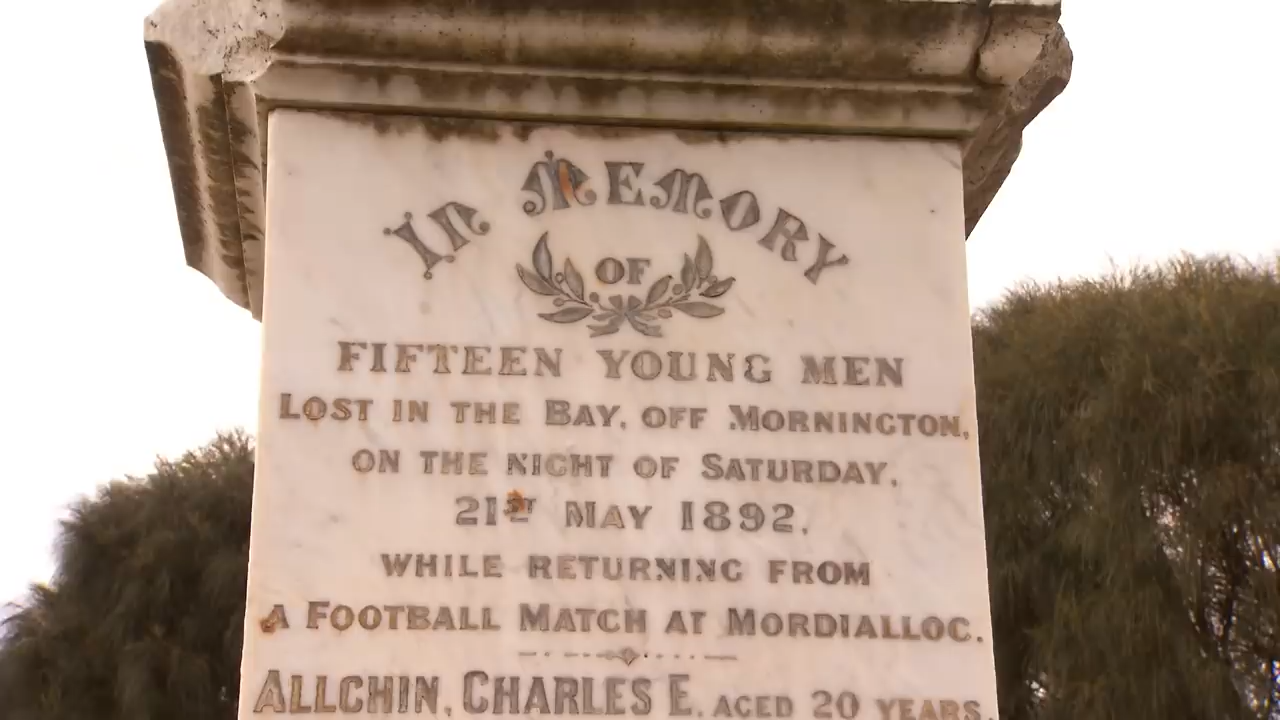 In Memory
OF
FIFTEEN YOUNG MEN
LOST IN THE BAY, OFF MORNINGTON,
ON THE NIGHT OF SATURDAY,
21ST MAY 1892,
WHILE RETURNING FROM
A FOOTBALL MATCH AT MORDIALLOC.
ALLCHIN, CHARLES E. AGED 20 YEARS.